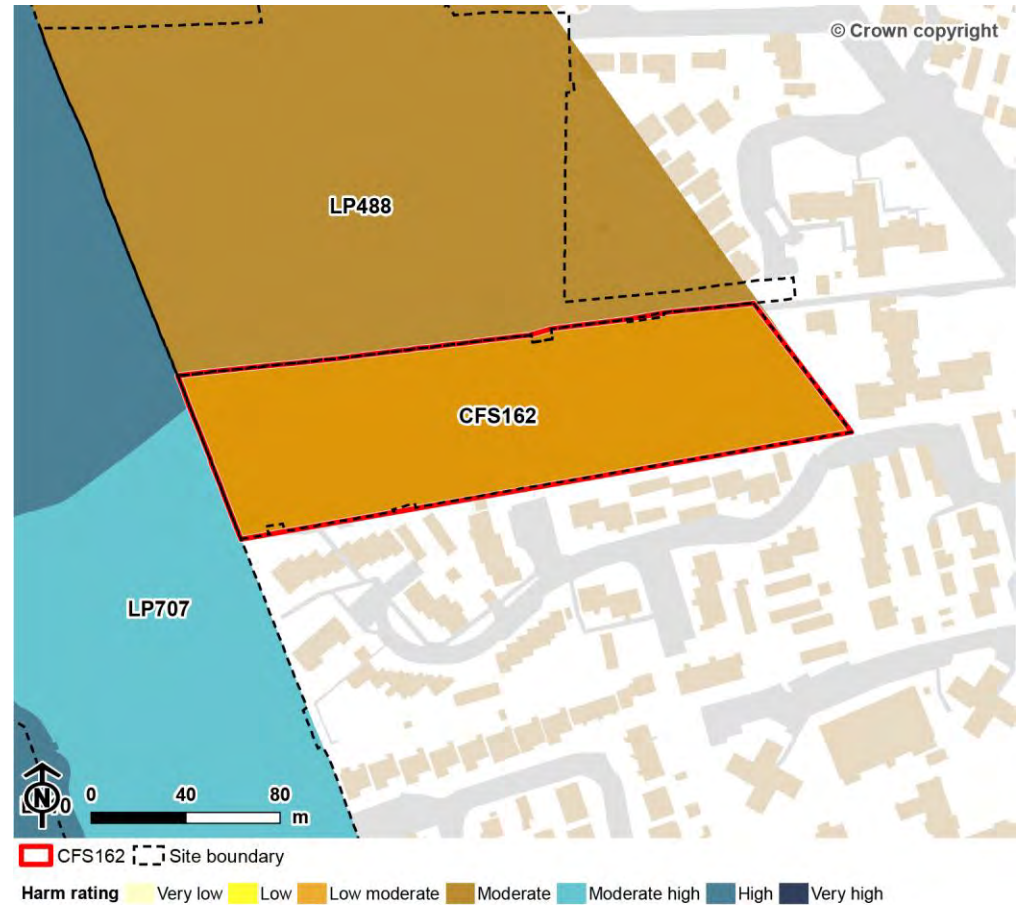 © Crown copyright
LP488
CFS162
LP707
N
0 40 80
m
CFS162 Site boundary
Harm rating Very low Low Low moderate Moderate Moderate high High Very high